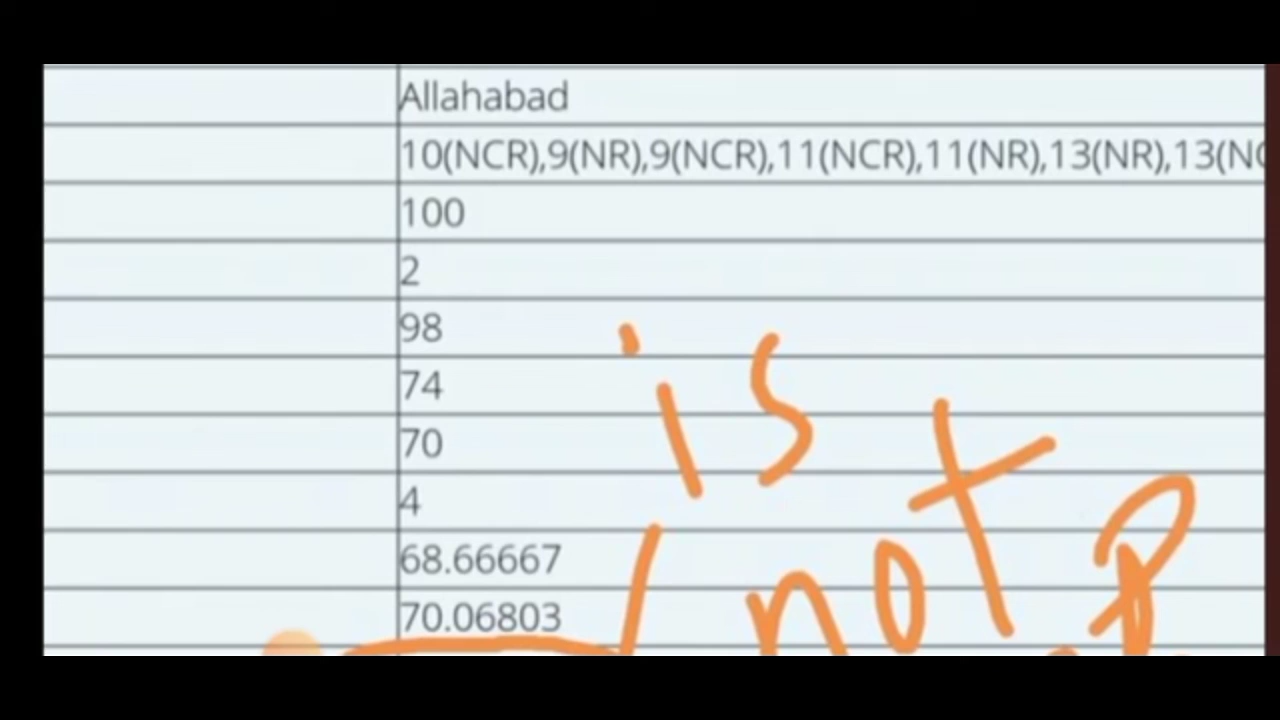 Allahabad
10(NCR),9(NR),9(NCR),11(NCR),11(NR),13(NR),13(NC
100
2
98
74
70
4
68.66667
70.06803
is
not